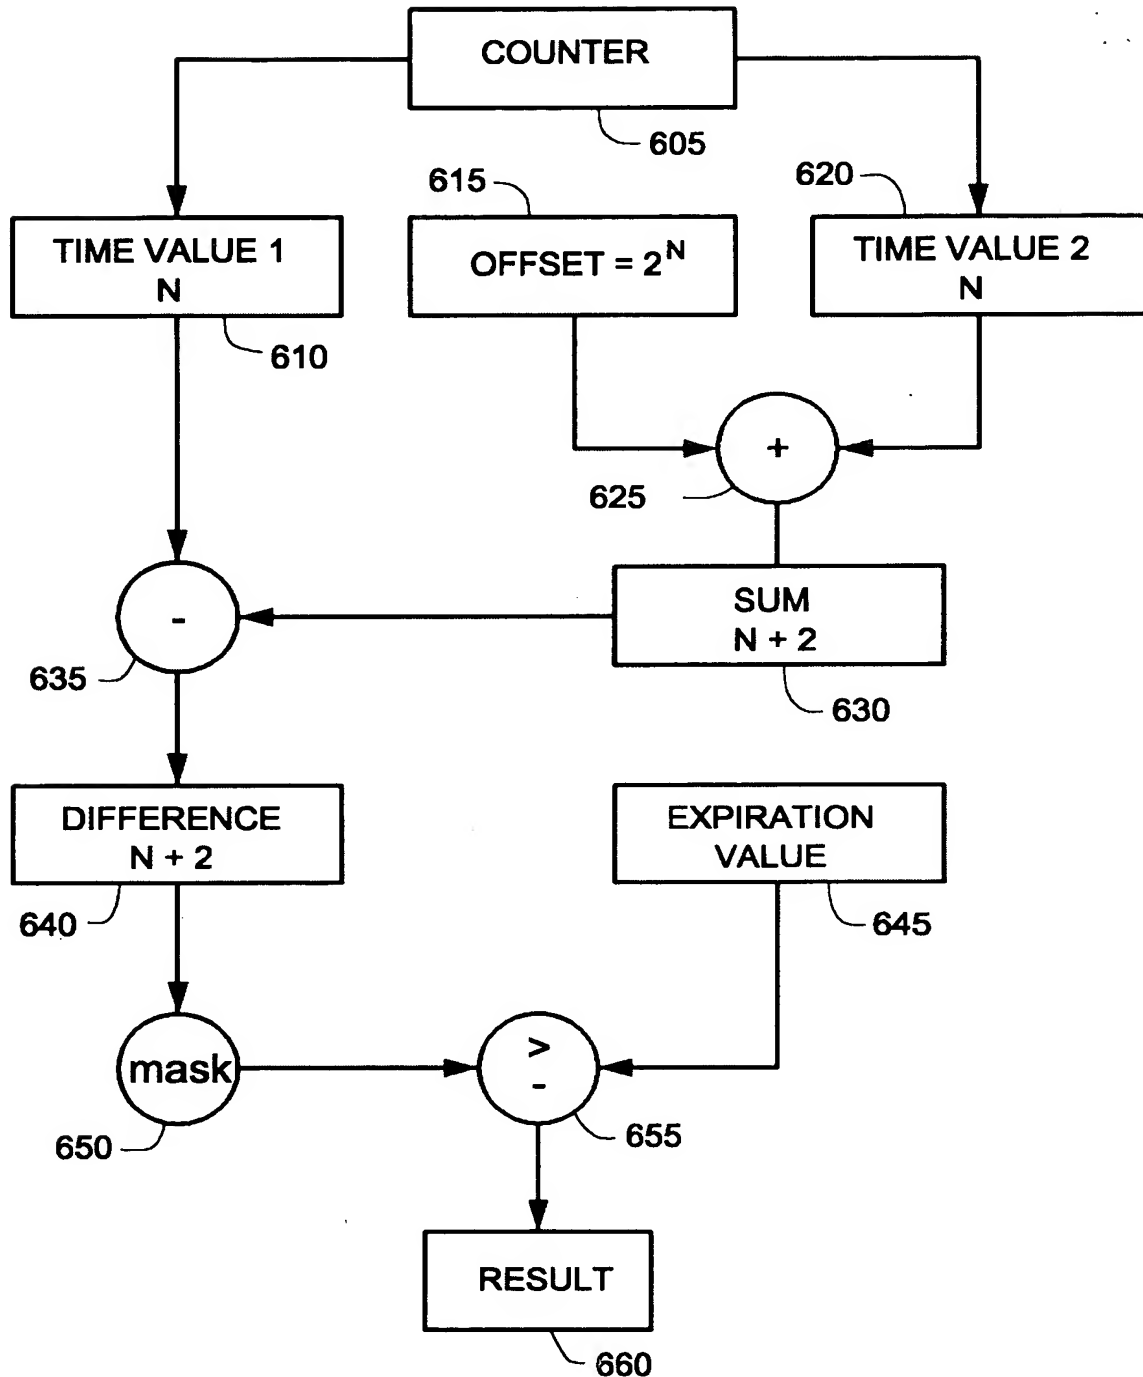 COUNTER
605
615
620
TIME VALUE 1
N
OFFSET = 2^N
TIME VALUE 2
N
610
+
625
-
SUM
N + 2
635
630
DIFFERENCE
N + 2
EXPIRATION
VALUE
640
645
mask
>
-
650
655
RESULT
660